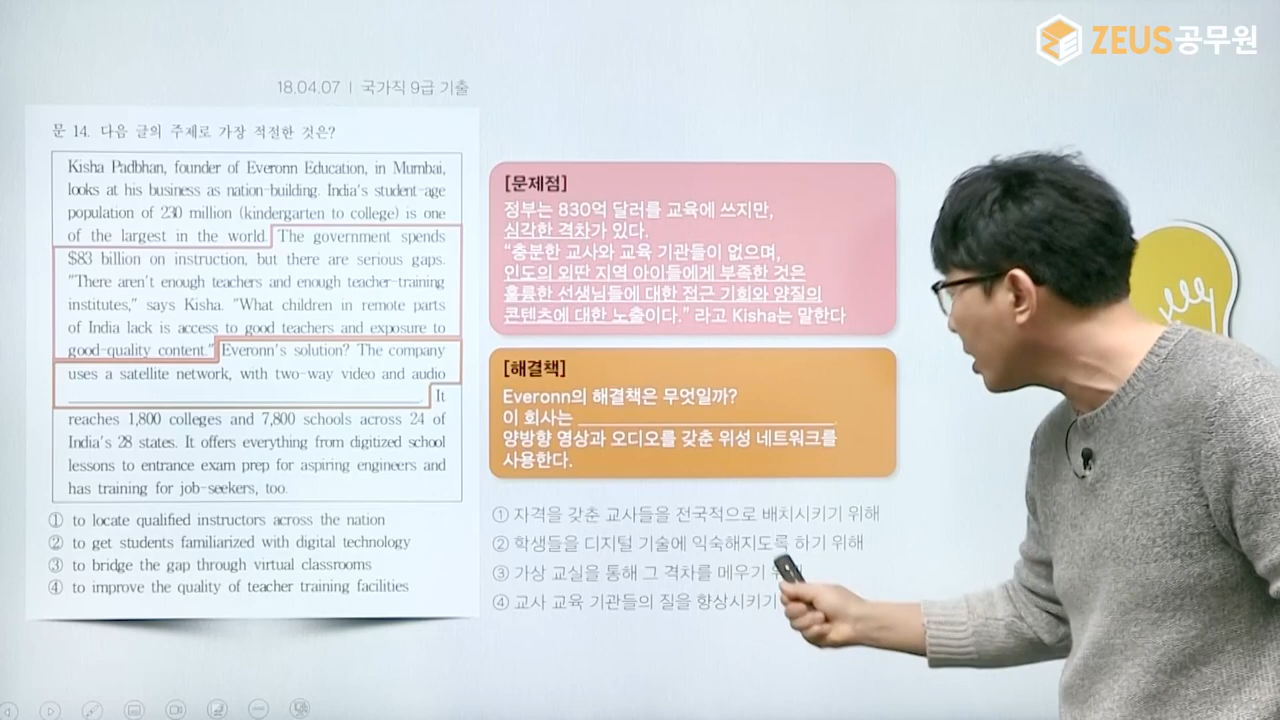 ZEUS공무원
18.04.07 | 국가직 9급 기출
문 14. 다음 글의 주제로 가장 적절한 것은?
Kisha Padbhan, founder of Everonn Education, in Mumbai,
looks at his business as nation-building. India's student-age
population of 230 million (kindergarten to college) is one
of the largest in the world. The government spends
$83 billion on instruction, but there are serious gaps.
"There aren't enough teachers and enough teacher-training
institutes," says Kisha. "What children in remote parts
of India lack is access to good teachers and exposure to
good-quality content." Everonn's solution? The company
uses a satellite network, with two-way video and audio
It
reaches 1,800 colleges and 7,800 schools across 24 of
India's 28 states. It offers everything from digitized school
lessons to entrance exam prep for aspiring engineers and
has training for job-seekers, too.
① to locate qualified instructors across the nation
② to get students familiarized with digital technology
③ to bridge the gap through virtual classrooms
④ to improve the quality of teacher training facilities
[문제점]
정부는 830억 달러를 교육에 쓰지만,
심각한 격차가 있다.
“충분한 교사와 교육 기관들이 없으며,
인도의 외딴 지역 아이들에게 부족한 것은
훌륭한 선생님들에 대한 접근 기회와 양질의
콘텐츠에 대한 노출이다.” 라고 Kisha는 말한다
[해결책]
Everonn의 해결책은 무엇일까?
이 회사는
양방향 영상과 오디오를 갖춘 위성 네트워크를
사용한다.
① 자격을 갖춘 교사들을 전국적으로 배치시키기 위해
② 학생들을 디지털 기술에 익숙해지도록 하기 위해
③ 가상 교실을 통해 그 격차를 메우기
④ 교사 교육 기관들의 질을 향상시키기